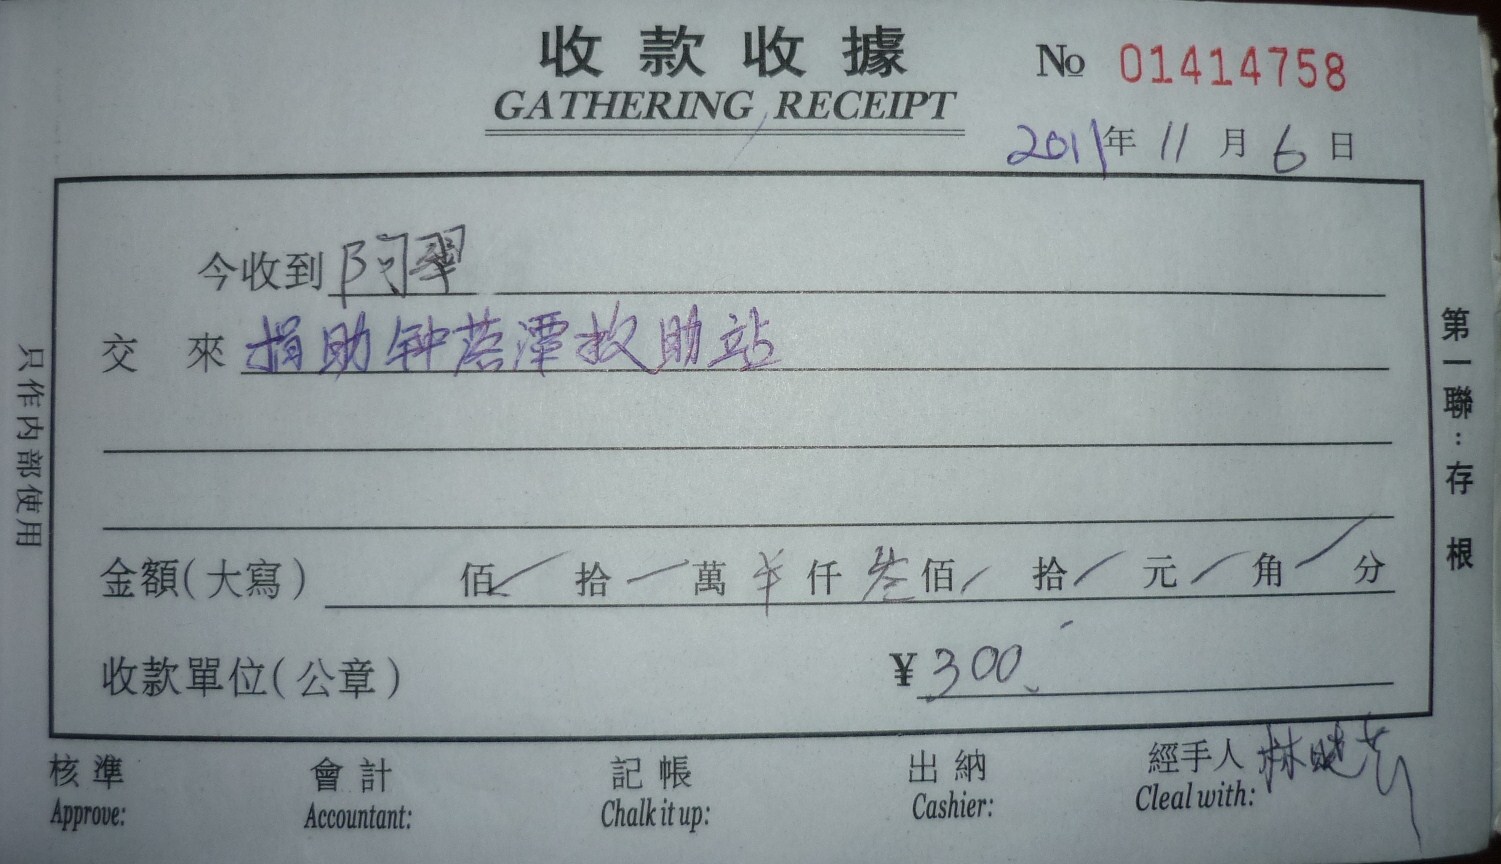 收款收據
GATHERING RECEIPT
№ 01414758
2011年 11 月 6 日
今收到 阿翠
交 來 捐助钟落潭救助站
金額(大寫) 佰 拾 萬 仟 叁佰 拾 元 角 分
收款單位(公章) ¥300
核準 會計 記帳 出納 經手人 林晓
Approve: Accountant: Chalk it up: Cashier: Cleal with:
只作內部使用
第一聯:存根